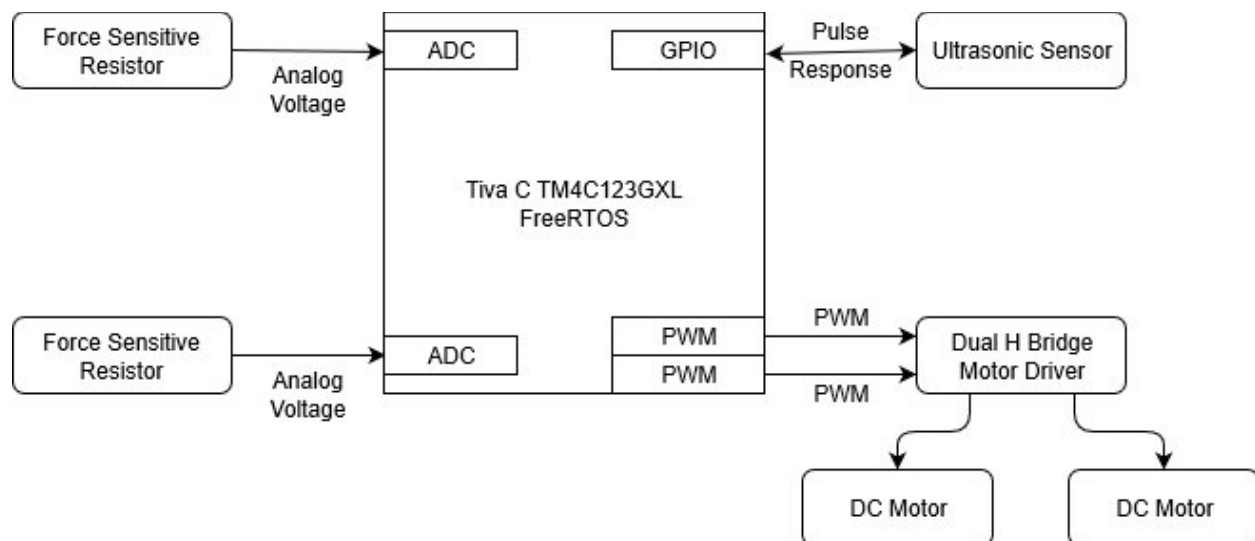 Force Sensitive
Resistor
Analog
Voltage
ADC
GPIO
Pulse
Response
Ultrasonic Sensor
Tiva C TM4C123GXL
FreeRTOS
Force Sensitive
Resistor
Analog
Voltage
ADC
PWM
PWM
PWM
PWM
Dual H Bridge
Motor Driver
DC Motor
DC Motor